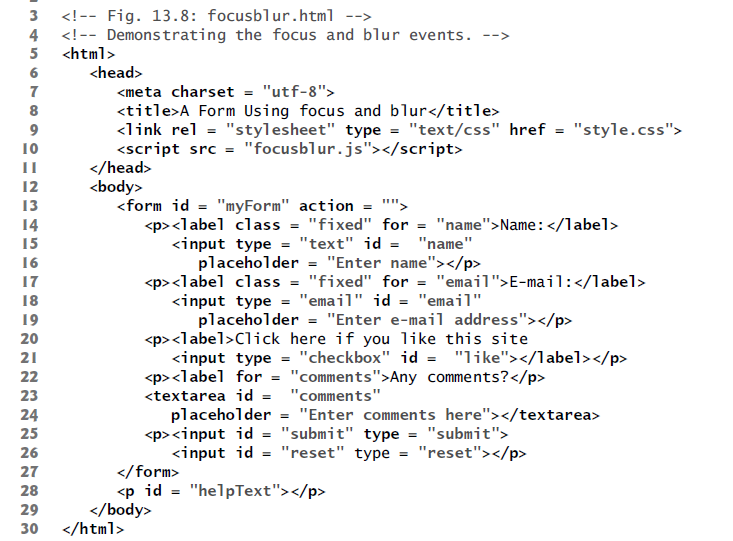 3 <!-- Fig. 13.8: focusblur.html -->
4 <!-- Demonstrating the focus and blur events. -->
5 <html>
6 <head>
7 <meta charset = "utf-8">
8 <title>A Form Using focus and blur</title>
9 <link rel = "stylesheet" type = "text/css" href = "style.css">
10 <script src = "focusblur.js"></script>
11 </head>
12 <body>
13 <form id = "myForm" action = "">
14 <p><label class = "fixed" for = "name">Name:</label>
15 <input type = "text" id = "name"
16 placeholder = "Enter name"></p>
17 <p><label class = "fixed" for = "email">E-mail:</label>
18 <input type = "email" id = "email"
19 placeholder = "Enter e-mail address"></p>
20 <p><label>Click here if you like this site
21 <input type = "checkbox" id = "like"></label></p>
22 <p><label for = "comments">Any comments?</p>
23 <textarea id = "comments"
24 placeholder = "Enter comments here"></textarea>
25 <p><input id = "submit" type = "submit">
26 <input id = "reset" type = "reset"></p>
27 </form>
28 <p id = "helpText"></p>
29 </body>
30 </html>